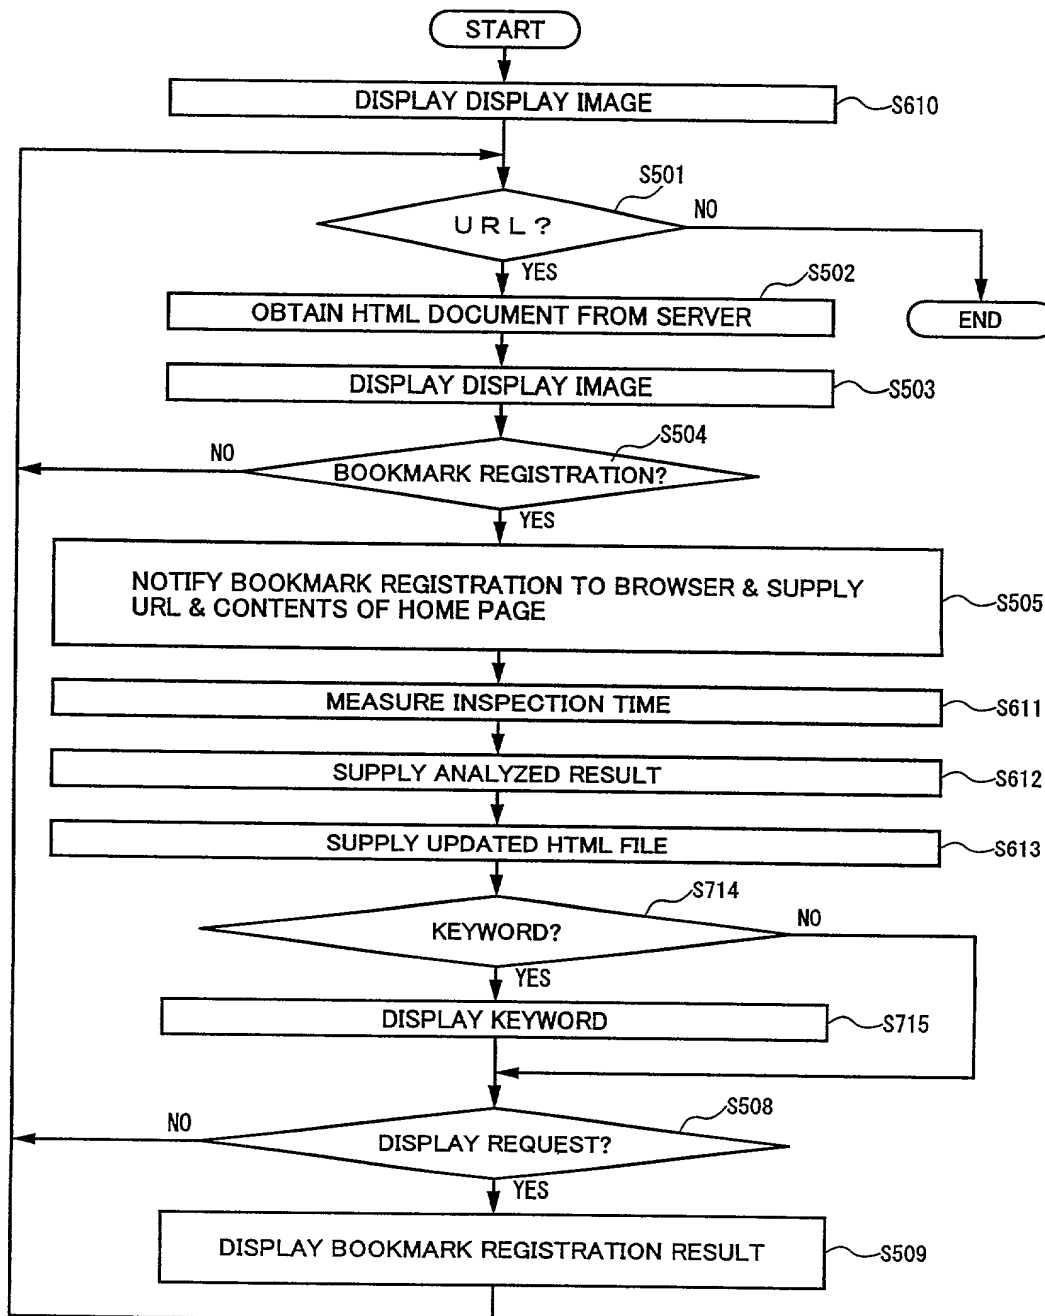 START
DISPLAY DISPLAY IMAGE
S610
S501
URL?
NO
YES
S502
OBTAIN HTML DOCUMENT FROM SERVER
END
DISPLAY DISPLAY IMAGE
S503
S504
NO
BOOKMARK REGISTRATION?
YES
NOTIFY BOOKMARK REGISTRATION TO BROWSER & SUPPLY
URL & CONTENTS OF HOME PAGE
S505
MEASURE INSPECTION TIME
S611
SUPPLY ANALYZED RESULT
S612
SUPPLY UPDATED HTML FILE
S613
S714
KEYWORD?
NO
YES
DISPLAY KEYWORD
S715
S508
NO
DISPLAY REQUEST?
YES
DISPLAY BOOKMARK REGISTRATION RESULT
S509